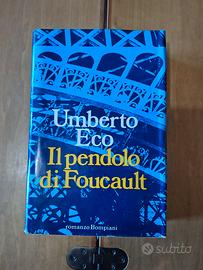 Umberto
Eco
Il pendolo
di Foucault
romanzo Bompiani
subito